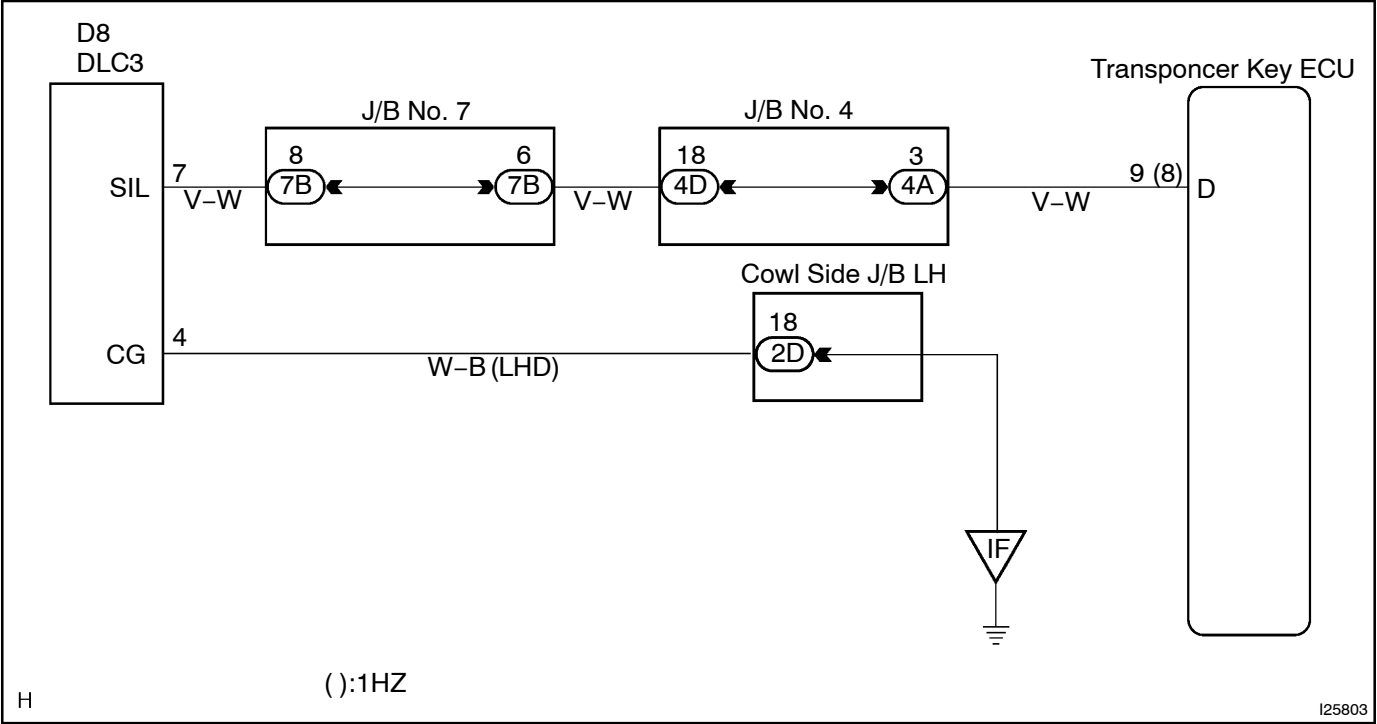 D8
DLC3
Transponcer Key ECU
J/B No. 7
J/B No. 4
8
6
18
3
SIL
7
7B
7B
4D
4A
9 (8)
D
V−W
V−W
V−W
Cowl Side J/B LH
18
CG
4
2D
W−B (LHD)
IF
( ):1HZ
H
I25803